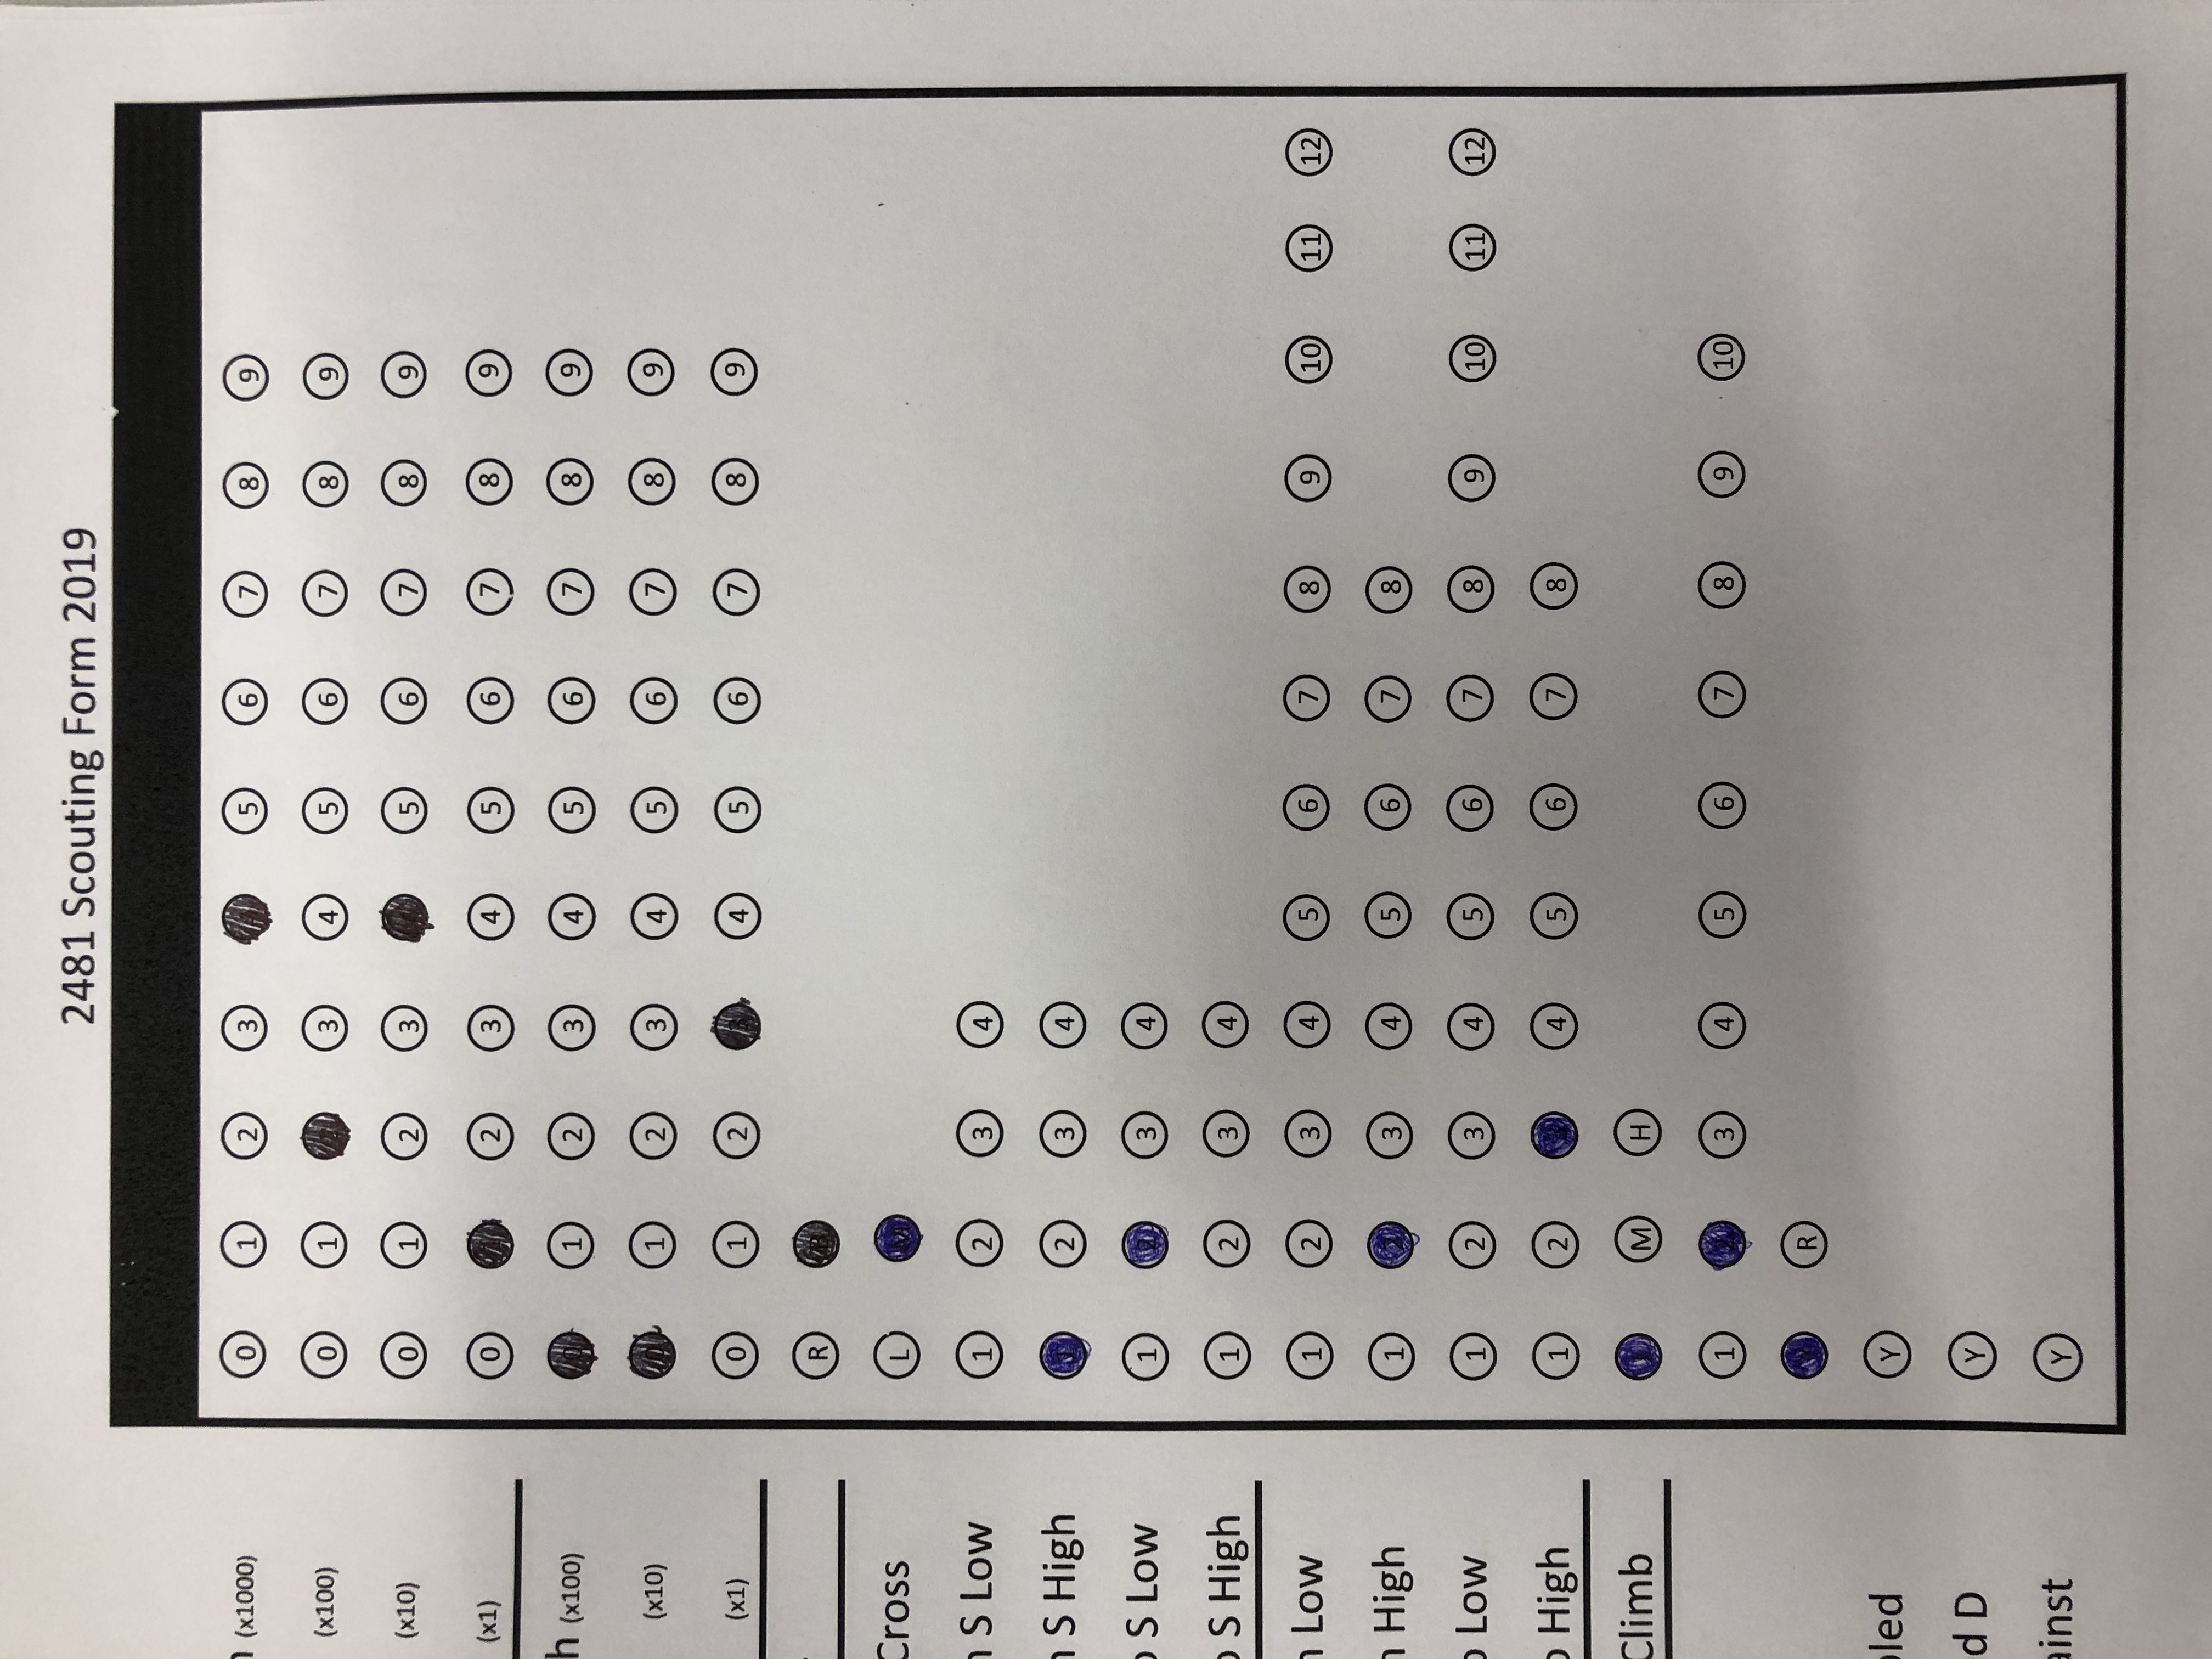 2481 Scouting Form 2019
(x1000) 0 1 2 3 4 5 6 7 8 9
(x100) 0 1 2 3 4 5 6 7 8 9
(x10) 0 1 2 3 4 5 6 7 8 9
(x1) 0 1 2 3 4 5 6 7 8 9
h (x100) 0 1 2 3 4 5 6 7 8 9
(x10) 0 1 2 3 4 5 6 7 8 9
(x1) 0 1 2 3 4 5 6 7 8 9
R B
Cross L M
S Low 1 2 3 4
S High 1 2 3 4
S Low 1 2 3 4
S High 1 2 3 4
Low 1 2 3 4 5 6 7 8 9 10 11 12
High 1 2 3 4 5 6 7 8
Low 1 2 3 4 5 6 7 8 9 10 11 12
High 1 2 3 4 5 6 7 8
Climb M H
1 2 3 4 5 6 7 8 9 10
R
bled Y
d D Y
ainst Y